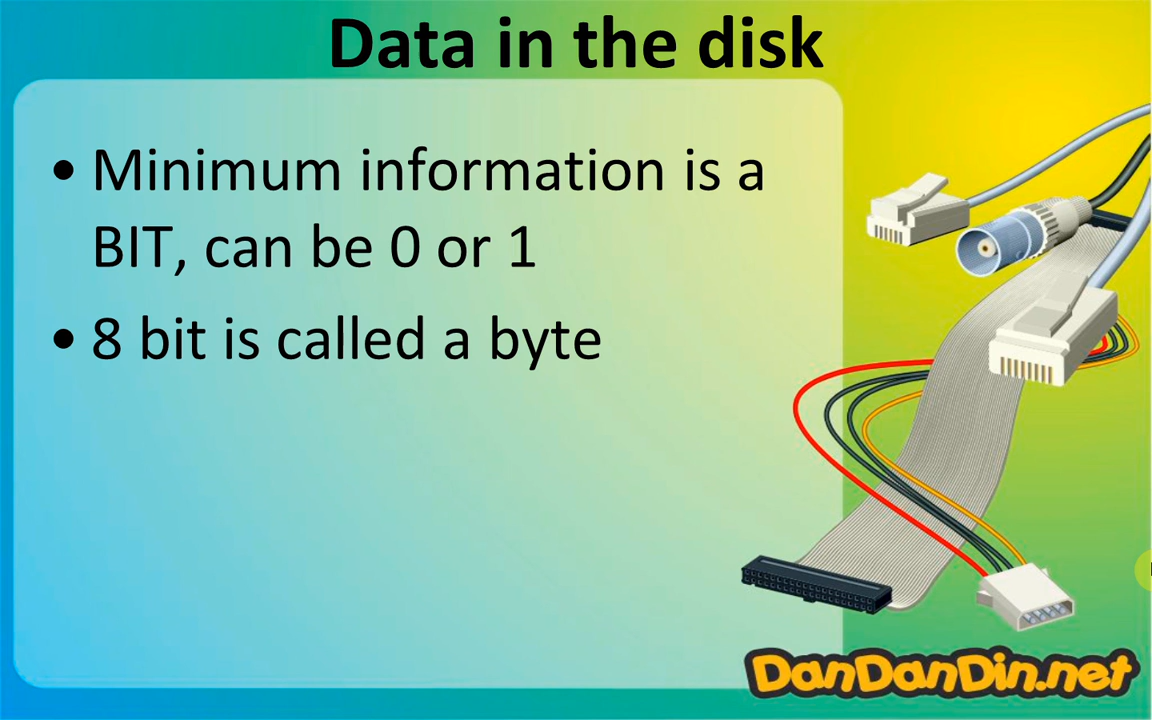 Data in the disk
• Minimum information is a
BIT, can be 0 or 1
• 8 bit is called a byte
DanDanDin.net